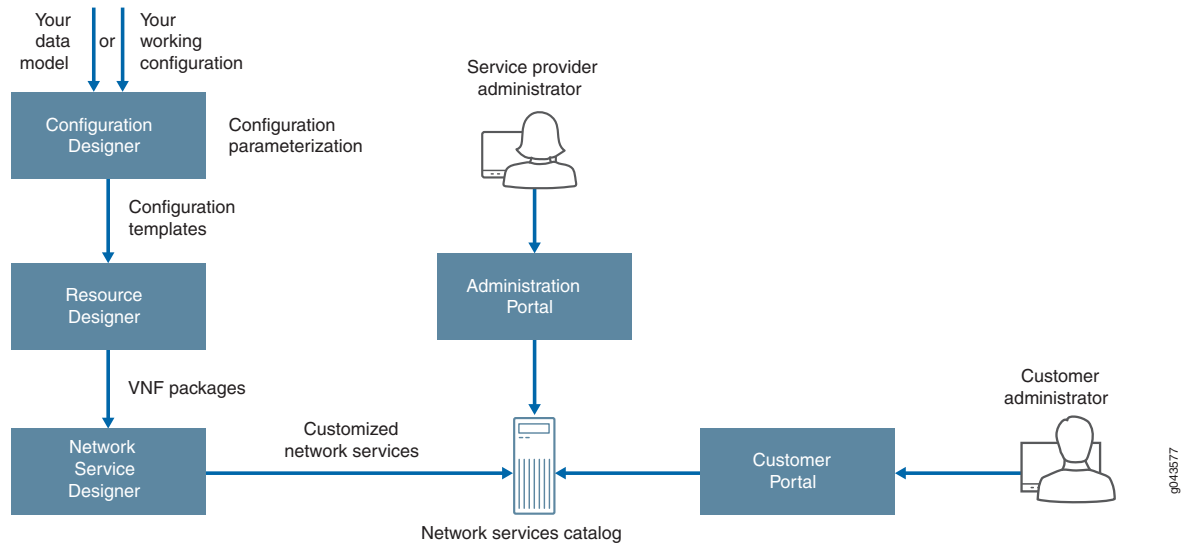 Your
data
model
or
Your
working
configuration
Configuration
Designer
Configuration
parameterization
Configuration
templates
Resource
Designer
VNF packages
Network
Service
Designer
Customized
network services
Service provider
administrator
Administration
Portal
Network services catalog
Customer
Portal
Customer
administrator
g043577